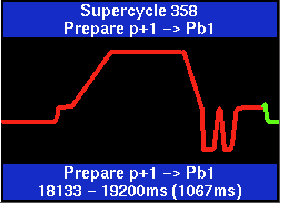 Supercycle 358
Prepare p+1 -> Pb1
Prepare p+1 -> Pb1
18133 - 19200ms (1067ms)